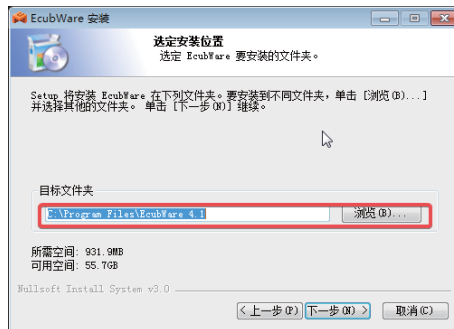 EcubWare 安装
选定安装位置
选定 EcubWare 要安装的文件夹。
Setup 将安装 EcubWare 在下列文件夹。要安装到不同文件夹，单击 [浏览(B)...]
并选择其他的文件夹。 单击 [下一步(N)] 继续。
目标文件夹
C:\Program Files\EcubWare 4.1
浏览(B)...
所需空间: 931.9MB
可用空间: 55.7GB
Nullsoft Install System v3.0
< 上一步(P) 下一步(N) > 取消(C)